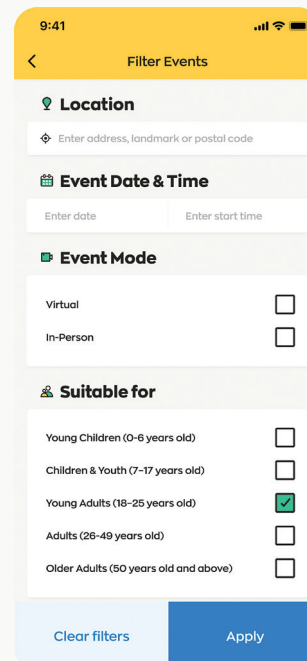 9:41
Filter Events
Location
Enter address, landmark or postal code
Event Date & Time
Enter date Enter start time
Event Mode
Virtual
In-Person
Suitable for
Young Children (0-6 years old)
Children & Youth (7-17 years old)
Young Adults (18-25 years old)
Adults (26-49 years old)
Older Adults (50 years old and above)
Clear filters Apply